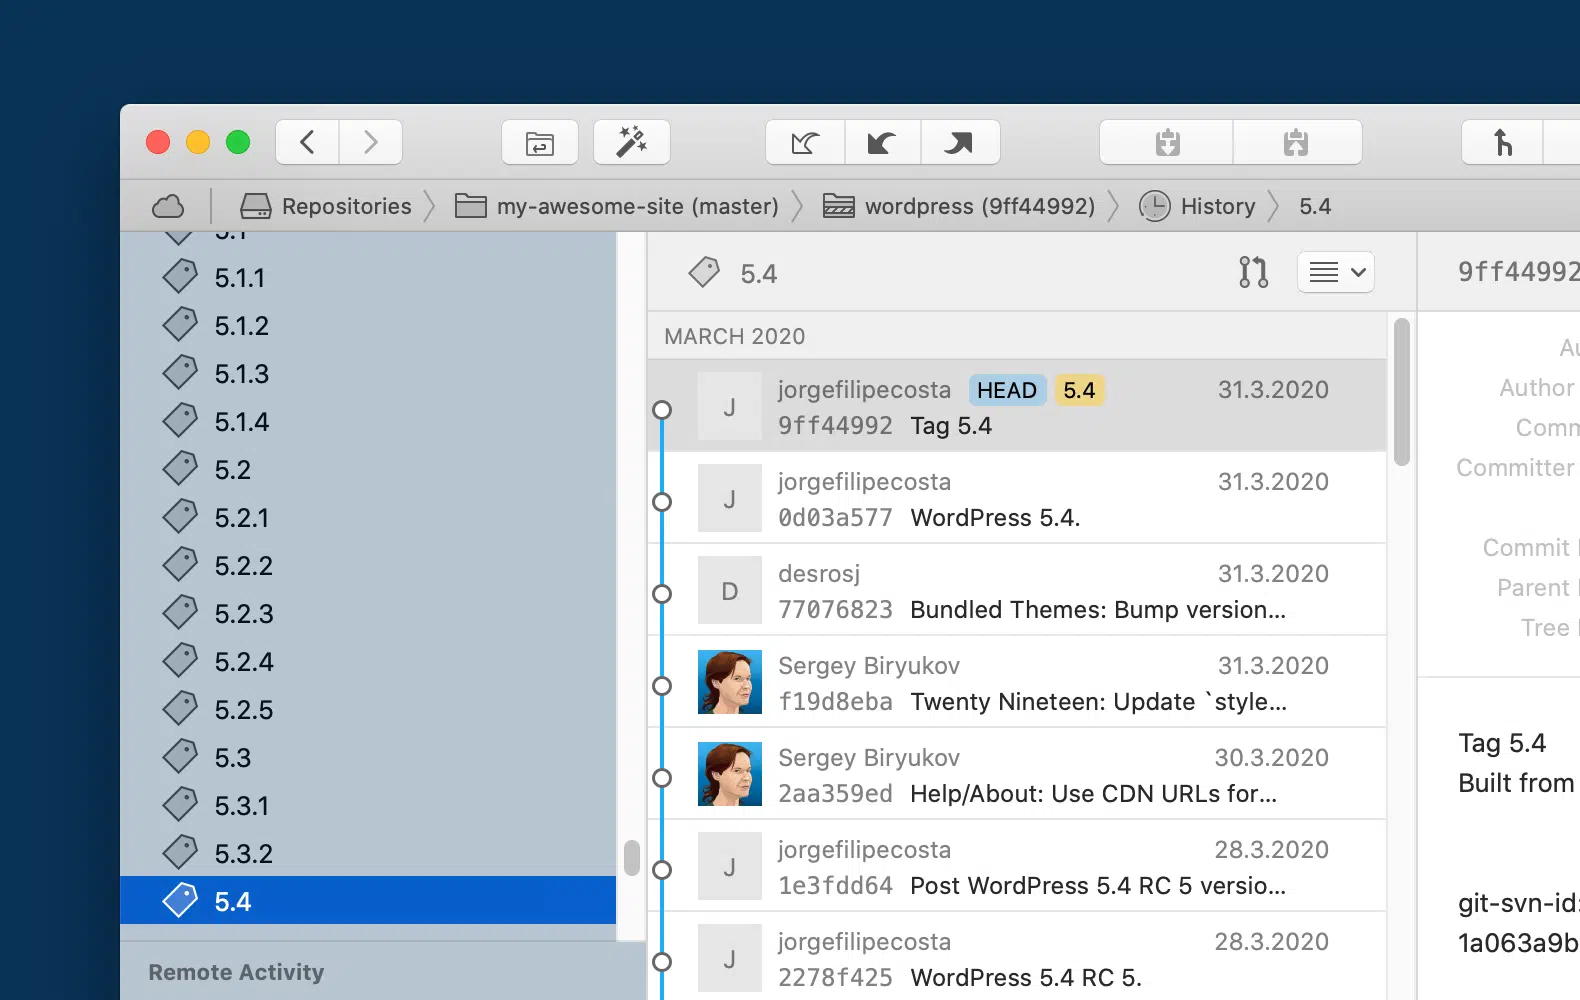 Repositories
my-awesome-site (master)
wordpress (9ff44992)
History
5.4
5.1
5.1.1
5.1.2
5.1.3
5.1.4
5.2
5.2.1
5.2.2
5.2.3
5.2.4
5.2.5
5.3
5.3.1
5.3.2
5.4
Remote Activity
5.4
MARCH 2020
J
jorgefilipecosta HEAD 5.4 31.3.2020
9ff44992 Tag 5.4
J
jorgefilipecosta 31.3.2020
0d03a577 WordPress 5.4.
D
desrosj 31.3.2020
77076823 Bundled Themes: Bump version...
Sergey Biryukov 31.3.2020
f19d8eba Twenty Nineteen: Update `style...
Sergey Biryukov 30.3.2020
2aa359ed Help/About: Use CDN URLs for...
J
jorgefilipecosta 28.3.2020
1e3fdd64 Post WordPress 5.4 RC 5 versio...
J
jorgefilipecosta 28.3.2020
2278f425 WordPress 5.4 RC 5.
9ff44992
Au
Author
Comm
Committer
Commit
Parent
Tree
Tag 5.4
Built from
git-svn-id:
1a063a9b